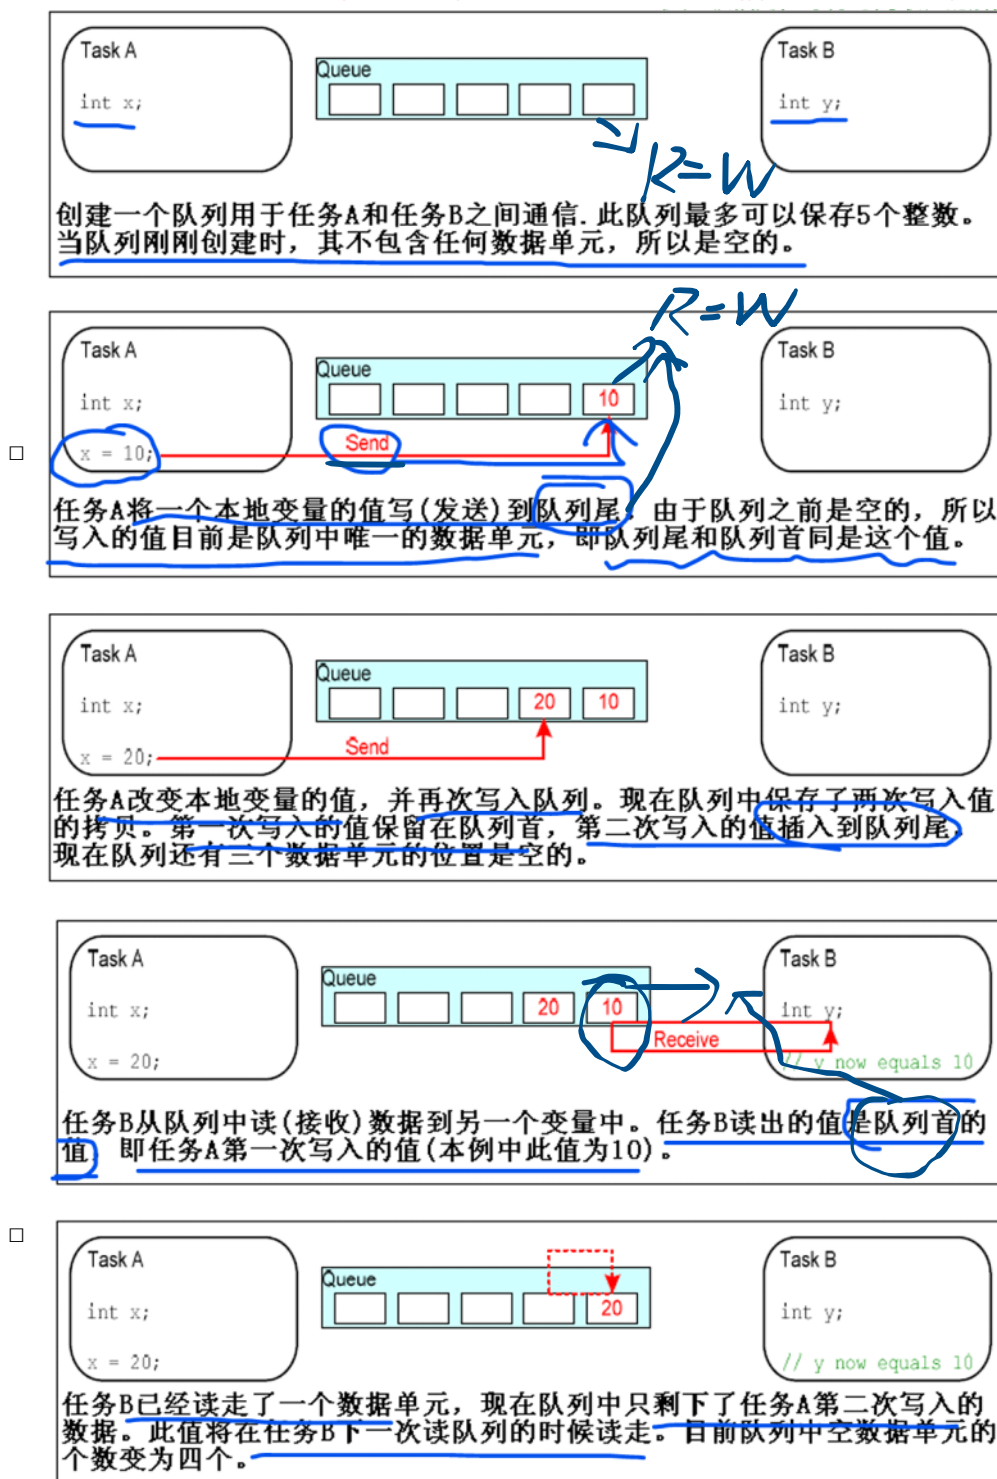 Task A
Queue
Task B
int x;
int y;
R=W
创建一个队列用于任务A和任务B之间通信.此队列最多可以保存5个整数。
当队列刚刚创建时，其不包含任何数据单元，所以是空的。
R=W
Task A
Queue
Task B
int x;
10
int y;
x = 10;
Send
任务A将一个本地变量的值写(发送)到队列尾。由于队列之前是空的，所以
写入的值目前是队列中唯一的数据单元，即队列尾和队列首同是这个值。
Task A
Queue
Task B
int x;
20 10
int y;
x = 20;
Send
任务A改变本地变量的值，并再次写入队列。现在队列中保存了两次写入值
的拷贝。第一次写入的值保留在队列首，第二次写入的值插入到队列尾。
现在队列还有三个数据单元的位置是空的。
Task A
Queue
Task B
int x;
20 10
int y;
x = 20;
Receive
// y now equals 10
任务B从队列中读(接收)数据到另一个变量中。任务B读出的值是队列首的
值，即任务A第一次写入的值(本例中此值为10)。
Task A
Queue
Task B
int x;
20
int y;
x = 20;
// y now equals 10
任务B已经读走了一个数据单元，现在队列中只剩下了任务A第二次写入的
数据。此值将在任务B下一次读队列的时候读走。目前队列中空数据单元的
个数变为四个。